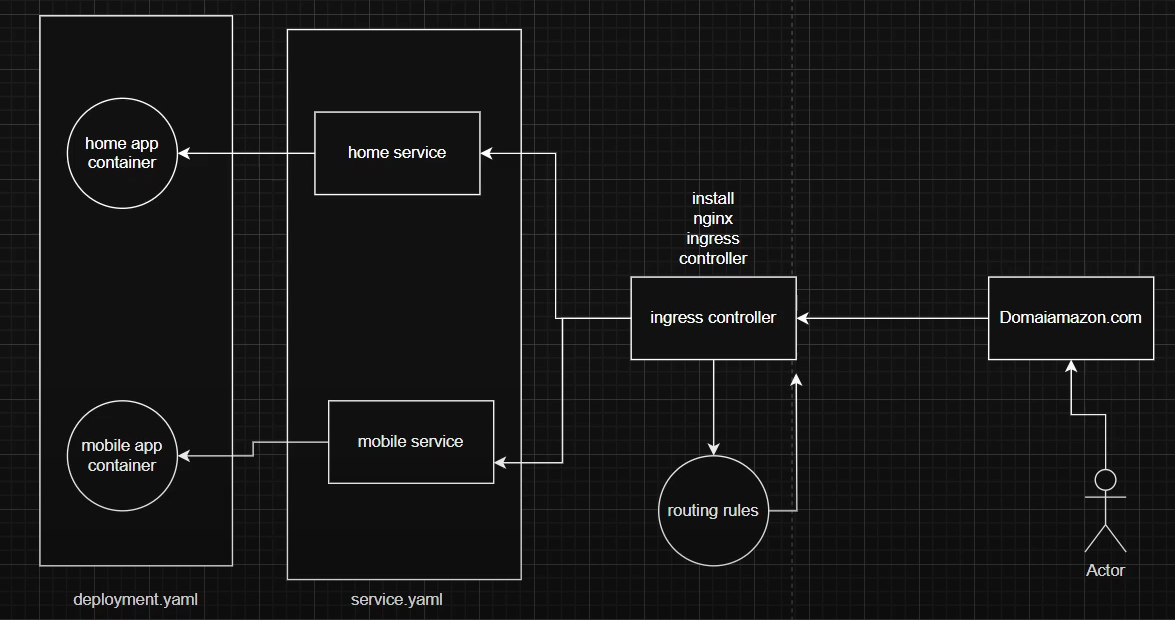 home app
container
home service
install
nginx
ingress
controller
ingress controller
Domaiamazon.com
mobile app
container
mobile service
routing rules
Actor
deployment.yaml
service.yaml